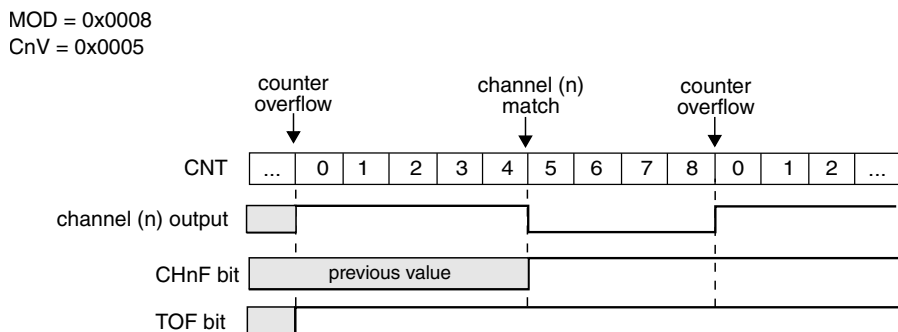 MOD = 0x0008
CnV = 0x0005
counter overflow
channel (n) match
counter overflow
CNT ... 0 1 2 3 4 5 6 7 8 0 1 2 ...
channel (n) output
CHnF bit previous value
TOF bit